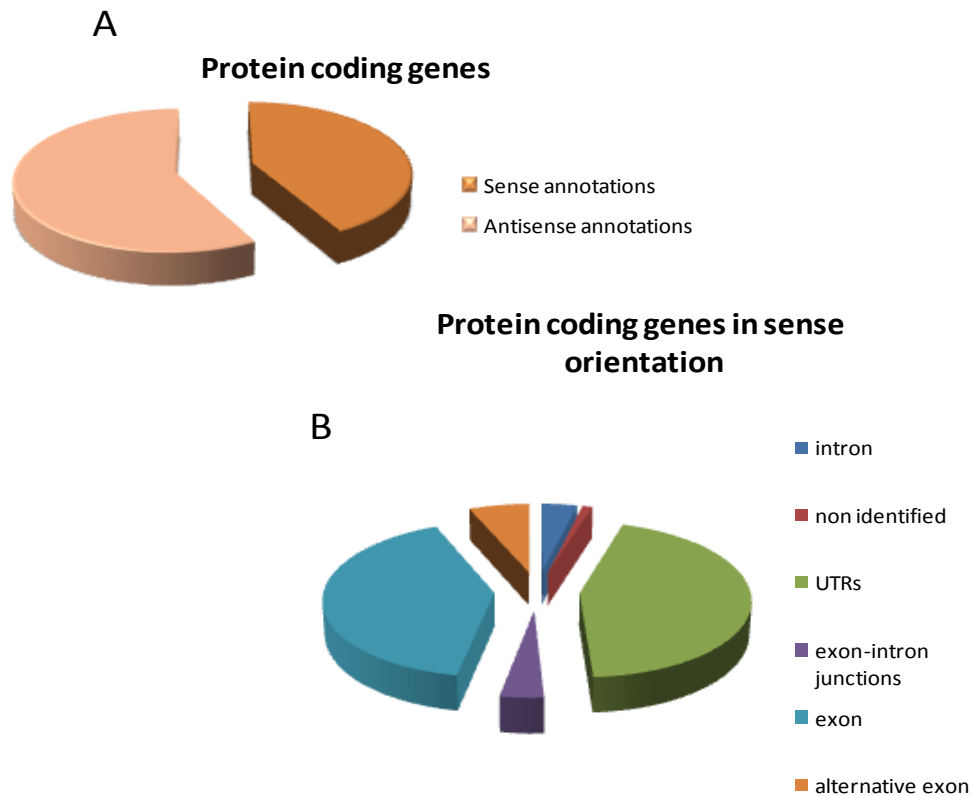 A
Protein coding genes
Sense annotations
Antisense annotations
Protein coding genes in sense
orientation
B
intron
non identified
UTRs
exon-intron
junctions
exon
alternative exon